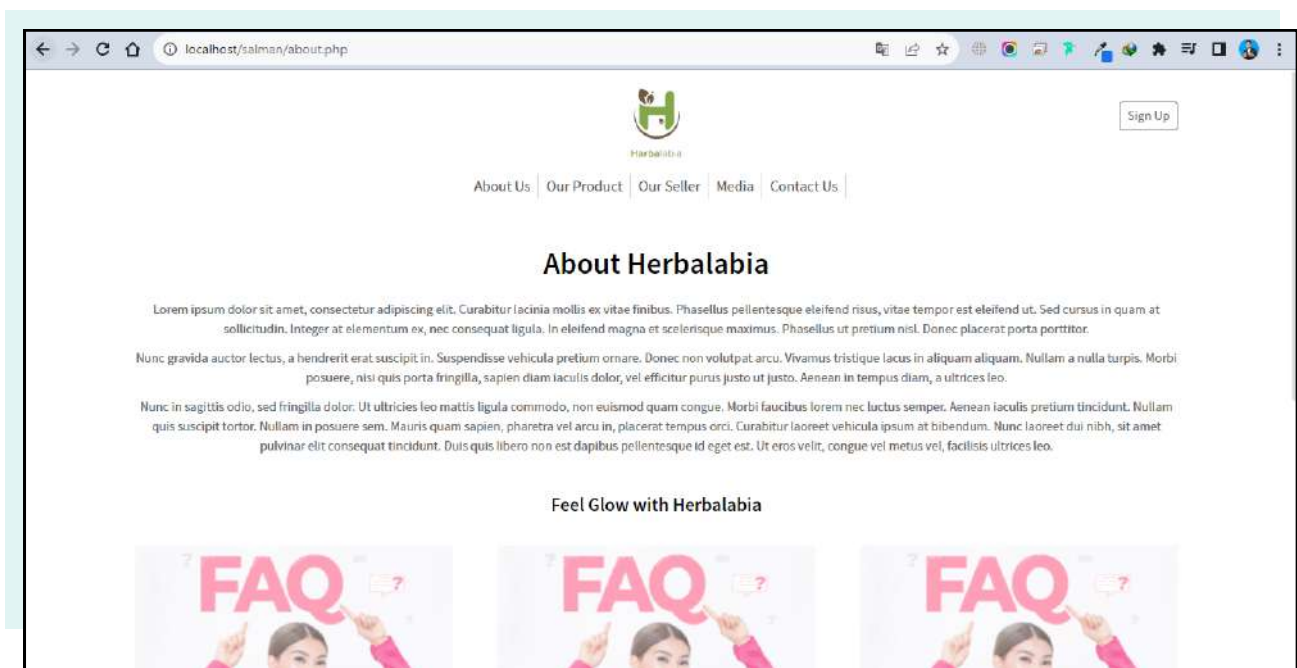 localhost/salman/about.php
Sign Up
Herbalabia
About Us
Our Product
Our Seller
Media
Contact Us
About Herbalabia
Lorem ipsum dolor sit amet, consectetur adipiscing elit. Curabitur lacinia mollis ex vitae finibus. Phasellus pellentesque eleifend risus, vitae tempor est eleifend ut. Sed cursus in quam at
sollicitudin. Integer at elementum ex, nec consequat ligula. In eleifend magna et scelerisque maximus. Phasellus ut pretium nisl. Donec placerat porta porttitor.
Nunc gravida auctor lectus, a hendrerit erat suscipit in. Suspendisse vehicula pretium ornare. Donec non volutpat arcu. Vivamus tristique lacus in aliquam aliquam. Nullam a nulla turpis. Morbi
posuere, nisi quis porta fringilla, sapien diam iaculis dolor, vel efficitur purus justo ut justo. Aenean in tempus diam, a ultrices leo.
Nunc in sagittis odio, sed fringilla dolor. Ut ultricies leo mattis ligula commodo, non euismod quam congue. Morbi faucibus lorem nec luctus semper. Aenean iaculis pretium tincidunt. Nullam
quis suscipit tortor. Nullam in posuere sem. Mauris quam sapien, pharetra vel arcu in, placerat tempus orci. Curabitur laoreet vehicula ipsum at bibendum. Nunc laoreet dui nibh, sit amet
pulvinar elit consequat tincidunt. Duis quis libero non est dapibus pellentesque id eget est. Ut eros velit, congue vel metus vel, facilisis ultrices leo.
Feel Glow with Herbalabia
FAQ
FAQ
FAQ